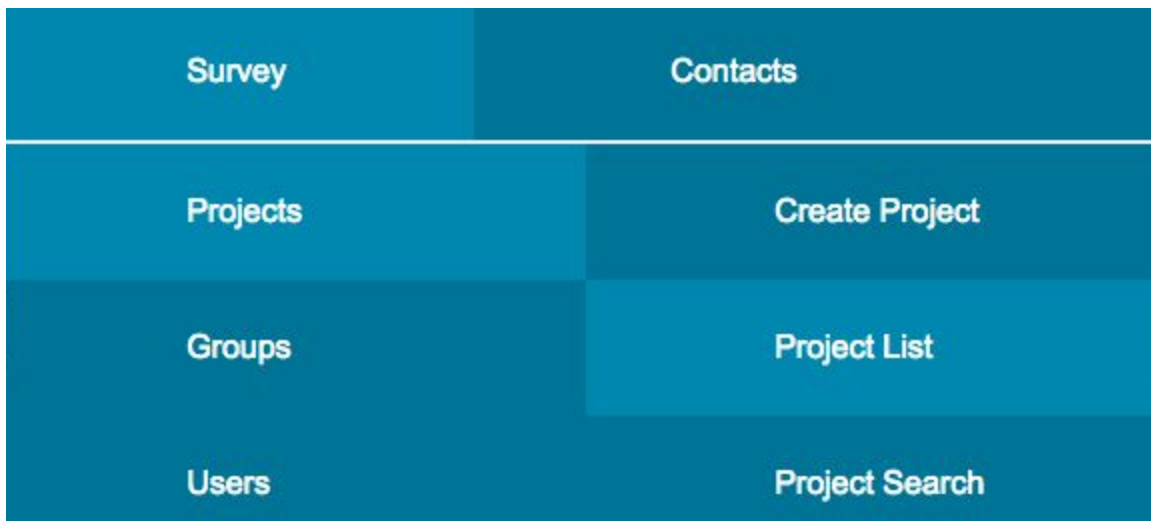 Survey
Contacts
Projects
Create Project
Groups
Project List
Users
Project Search